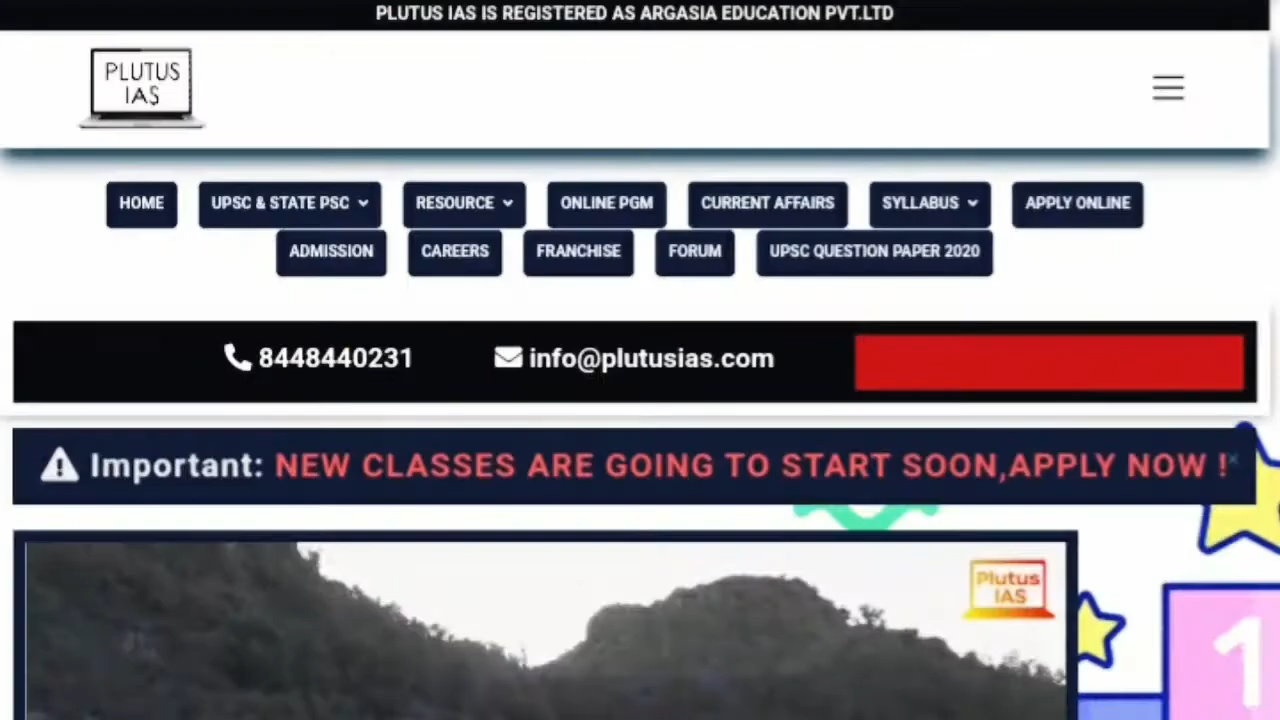 PLUTUS IAS IS REGISTERED AS ARGASIA EDUCATION PVT.LTD
PLUTUS
IAS
HOME
UPSC & STATE PSC
RESOURCE
ONLINE PGM
CURRENT AFFAIRS
SYLLABUS
APPLY ONLINE
ADMISSION
CAREERS
FRANCHISE
FORUM
UPSC QUESTION PAPER 2020
8448440231
info@plutusias.com
Important: NEW CLASSES ARE GOING TO START SOON,APPLY NOW !
×
Plutus
IAS
1